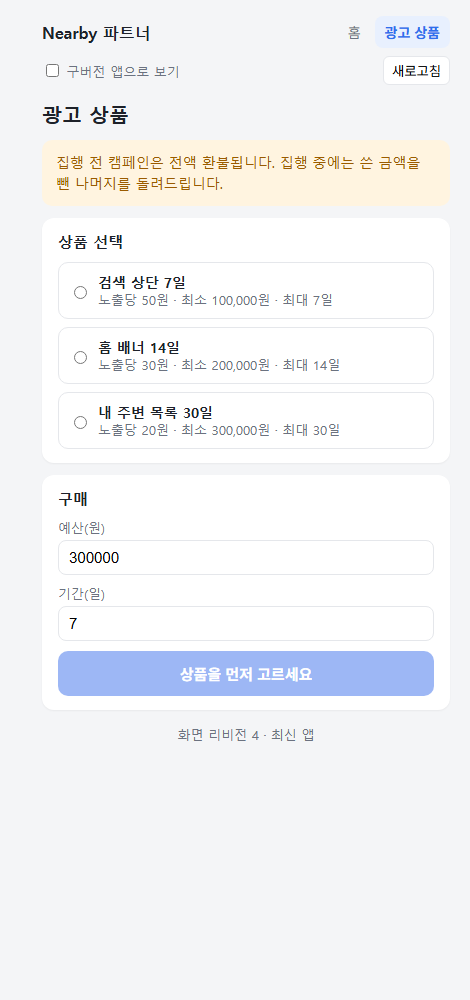 Nearby 파트너
홈
광고 상품
구버전 앱으로 보기
새로고침
광고 상품
집행 전 캠페인은 전액 환불됩니다. 집행 중에는 쓴 금액을
뺀 나머지를 돌려드립니다.
상품 선택
검색 상단 7일
노출당 50원 · 최소 100,000원 · 최대 7일
홈 배너 14일
노출당 30원 · 최소 200,000원 · 최대 14일
내 주변 목록 30일
노출당 20원 · 최소 300,000원 · 최대 30일
구매
예산(원)
300000
기간(일)
7
상품을 먼저 고르세요
화면 리비전 4 · 최신 앱